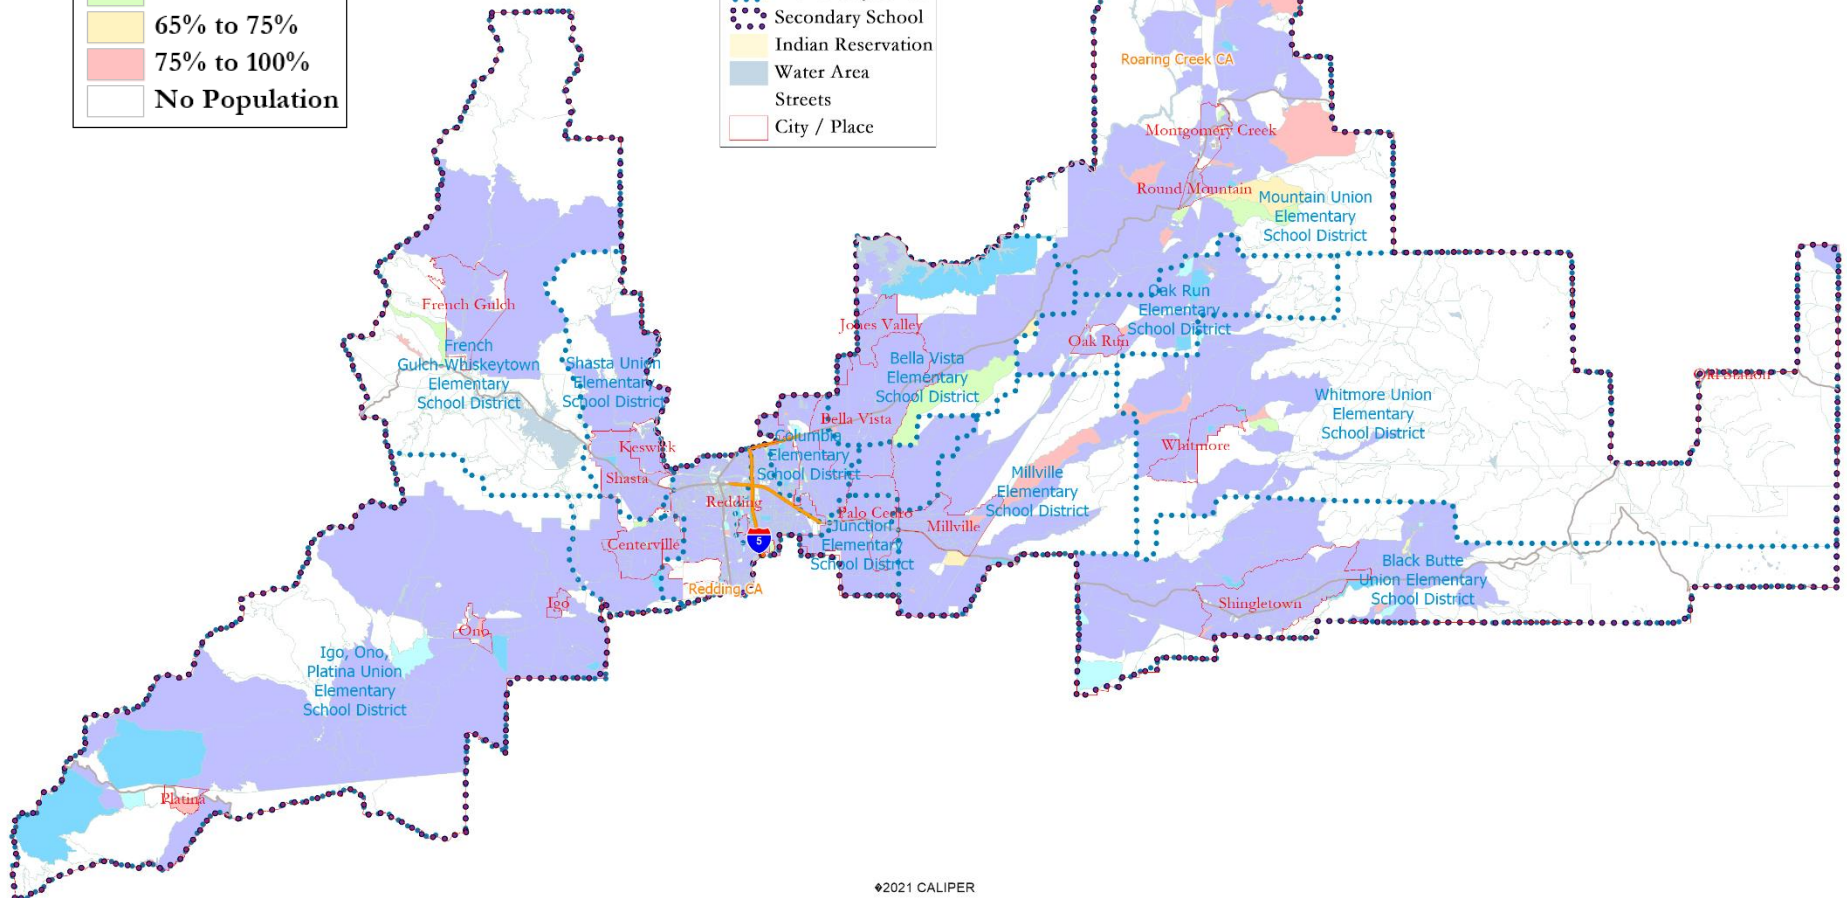 65% to 75%
75% to 100%
No Population
Secondary School
Indian Reservation
Water Area
Streets
City / Place
Roaring Creek CA
Montgomery Creek
Round Mountain
Mountain Union
Elementary
School District
French Gulch
French
Gulch-Whiskeytown
Elementary
School District
Shasta Union
Elementary
School District
Jones Valley
Bella Vista
Elementary
School District
Oak Run
Elementary
School District
Oak Run
Old Station
Whitmore Union
Elementary
School District
Bella Vista
Columbia
Elementary
School District
Keswick
Shasta
Whitmore
Redding
Millville
Elementary
School District
Palo Cedro
Millville
Junction
Elementary
School District
5
Centerville
Redding CA
Black Butte
Union Elementary
School District
Shingletown
Igo
Ono
Igo, Ono,
Platina Union
Elementary
School District
Platina
�2021 CALIPER